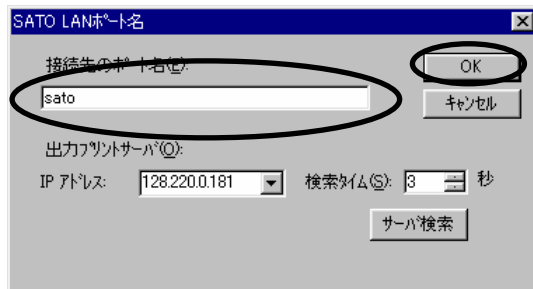 SATO LANﾎﾟｰﾄ名
接続先のポート名(E):
OK
sato
ｷｬﾝｾﾙ
出力ﾌﾟﾘﾝﾄｻｰﾊﾞ(O):
IP ｱﾄﾞﾚｽ: 128.220.0.181 検索ﾀｲﾑ(S): 3 秒
ｻｰﾊﾞ検索